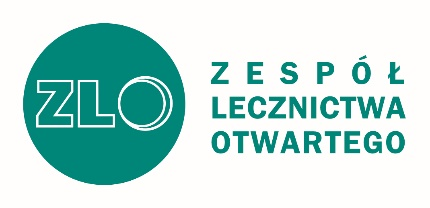 ZLO
ZESPÓŁ
LECZNICTWA
OTWARTEGO